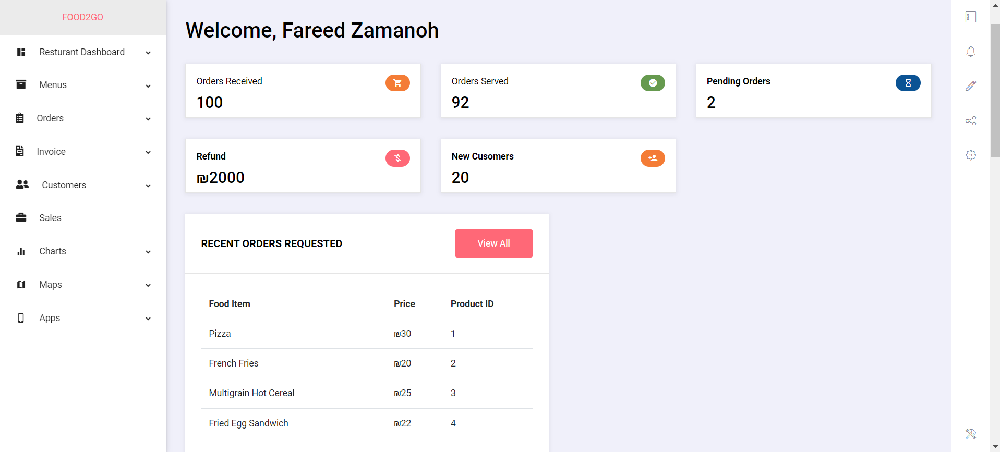 FOOD2GO
Resturant Dashboard
Menus
Orders
Invoice
Customers
Sales
Charts
Maps
Apps
Welcome, Fareed Zamanoh
Orders Received
100
Orders Served
92
Pending Orders
2
Refund
₪2000
New Cusomers
20
RECENT ORDERS REQUESTED
View All
Food Item Price Product ID
Pizza ₪30 1
French Fries ₪20 2
Multigrain Hot Cereal ₪25 3
Fried Egg Sandwich ₪22 4